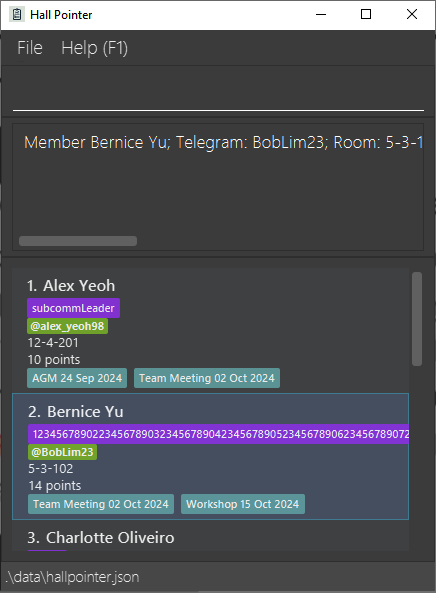 Hall Pointer
File Help (F1)
Member Bernice Yu; Telegram: BobLim23; Room: 5-3-1
1. Alex Yeoh
subcommLeader
@alex_yeoh98
12-4-201
10 points
AGM 24 Sep 2024 Team Meeting 02 Oct 2024
2. Bernice Yu
12345678902234567890323456789042345678905234567890623456789072
@BobLim23
5-3-102
14 points
Team Meeting 02 Oct 2024 Workshop 15 Oct 2024
3. Charlotte Oliveiro
.\data\hallpointer.json